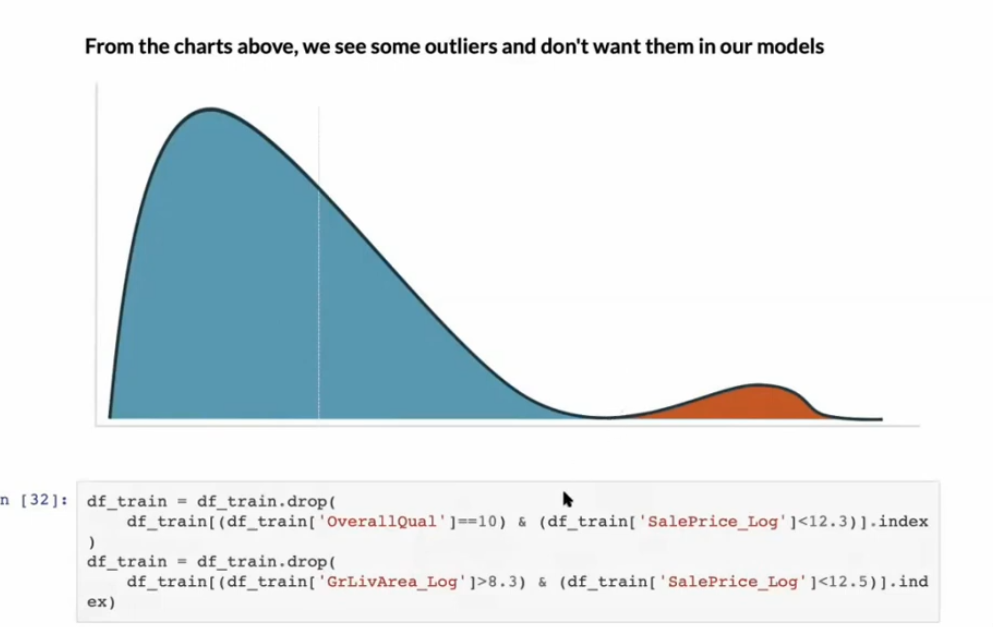 From the charts above, we see some outliers and don't want them in our models
n [32]:
df_train = df_train.drop(
df_train[(df_train['OverallQual']==10) & (df_train['SalePrice_Log']<12.3)].index
)
df_train = df_train.drop(
df_train[(df_train['GrLivArea_Log']>8.3) & (df_train['SalePrice_Log']<12.5)].ind
ex)